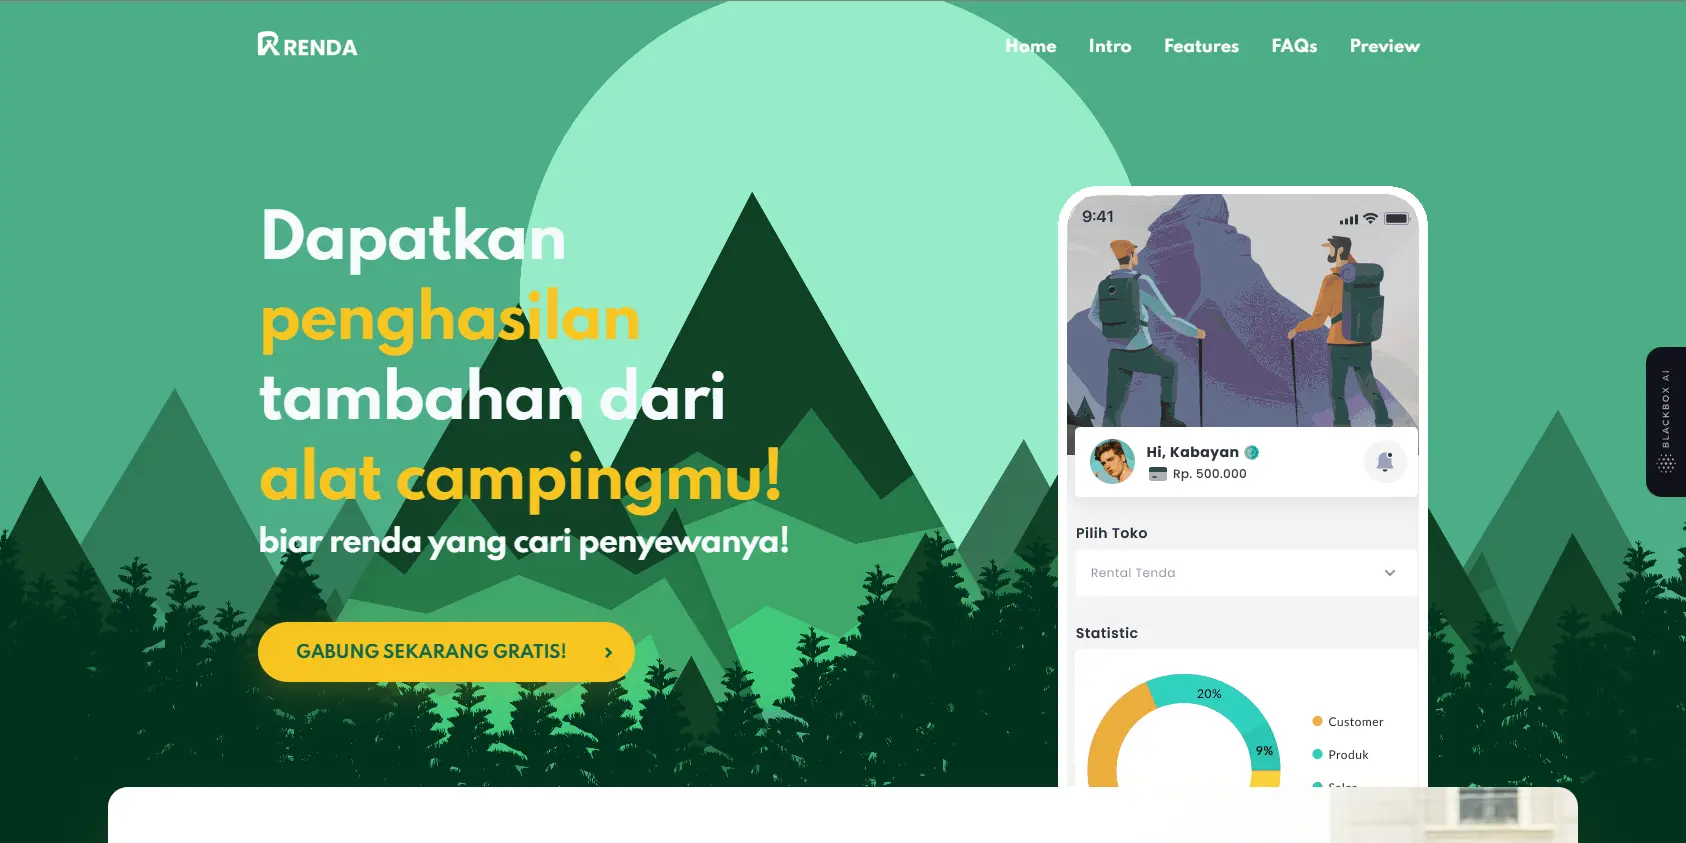 RENDA
Home Intro Features FAQs Preview
Dapatkan
penghasilan
tambahan dari
alat campingmu!
biar renda yang cari penyewanya!
GABUNG SEKARANG GRATIS!
9:41
Hi, Kabayan
Rp. 500.000
Pilih Toko
Rental Tenda
Statistic
20%
9%
Customer
Produk
BLACKBOX AI